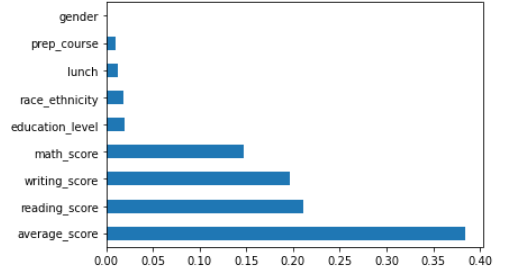 gender
prep_course
lunch
race_ethnicity
education_level
math_score
writing_score
reading_score
average_score
0.00 0.05 0.10 0.15 0.20 0.25 0.30 0.35 0.40